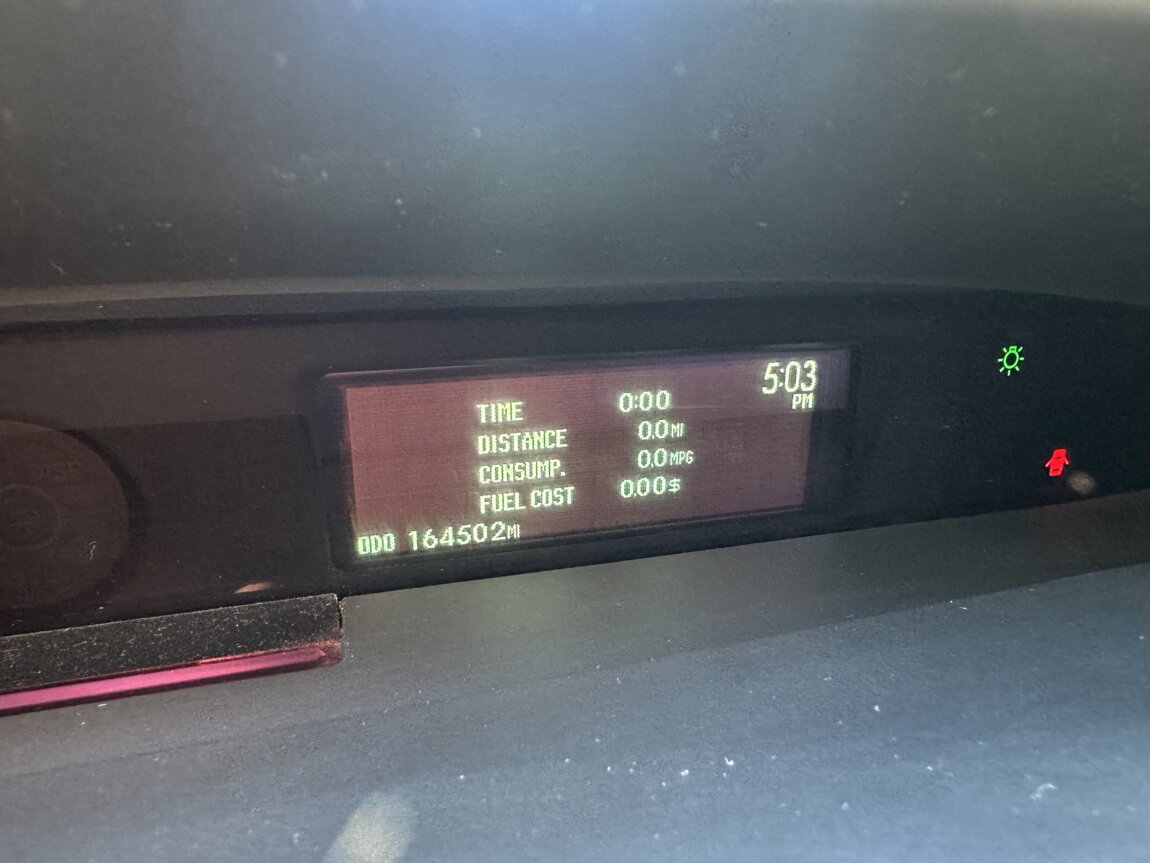 5:03
PM
TIME 0:00
DISTANCE 0.0 MI
CONSUMP. 0.0 MPG
FUEL COST 0.00 $
ODO 164502 MI